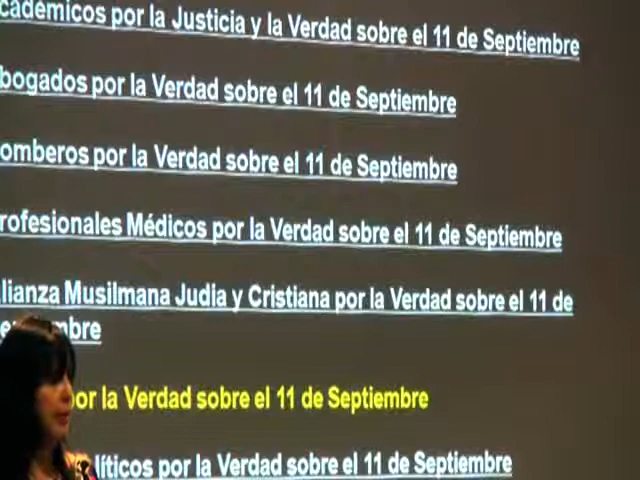 cadémicos por la Justicia y la Verdad sobre el 11 de Septiembre
bogados por la Verdad sobre el 11 de Septiembre
omberos por la Verdad sobre el 11 de Septiembre
rofesionales Médicos por la Verdad sobre el 11 de Septiembre
lianza Musilmana Judia y Cristiana por la Verdad sobre el 11 de
mbre
por la Verdad sobre el 11 de Septiembre
líticos por la Verdad sobre el 11 de Septiembre